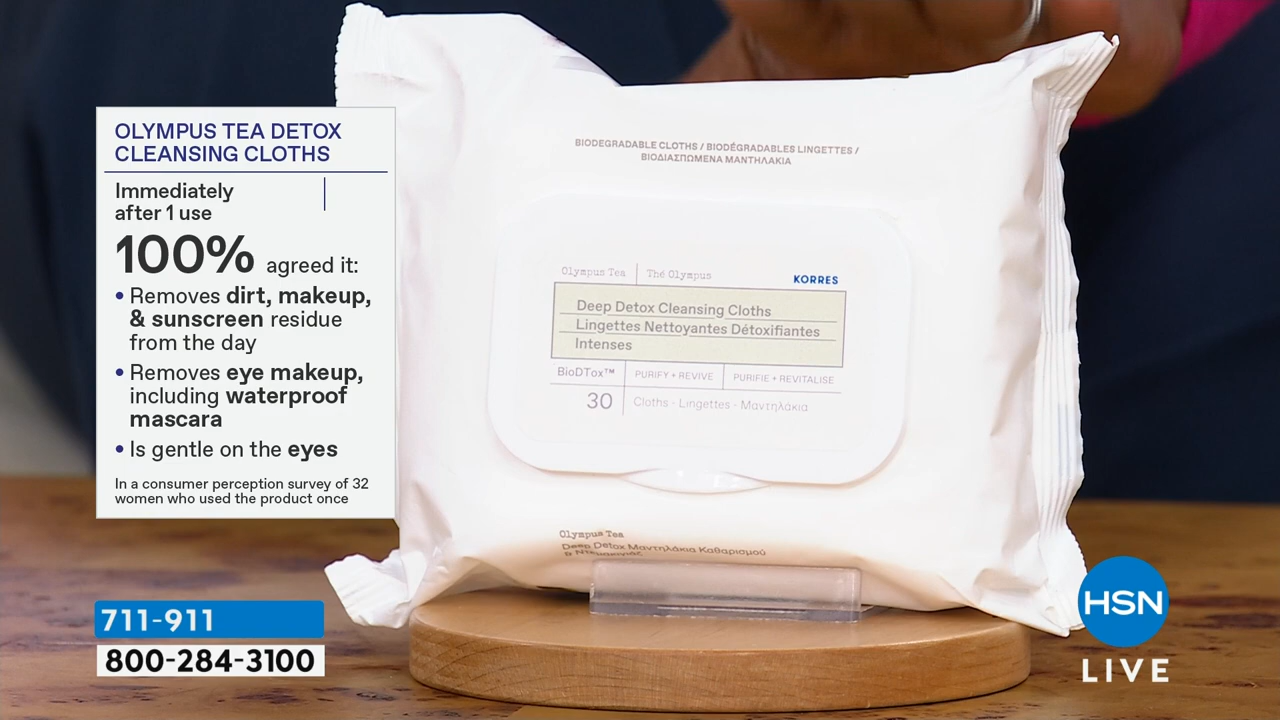 OLYMPUS TEA DETOX
CLEANSING CLOTHS
Immediately
after 1 use
100% agreed it:
• Removes dirt, makeup,
& sunscreen residue
from the day
• Removes eye makeup,
including waterproof
mascara
• Is gentle on the eyes
In a consumer perception survey of 32
women who used the product once
711-911
800-284-3100
BIODEGRADABLE CLOTHS / BIODÉGRADABLES LINGETTES /
ΒΙΟΔΙΑΣΠΩΜΕΝΑ ΜΑΝΤΗΛΑΚΙΑ
Olympus Tea Thé Olympus KORRES
Deep Detox Cleansing Cloths
Lingettes Nettoyantes Détoxifiantes
Intenses
BioDTox™ PURIFY + REVIVE PURIFIE + REVITALISE
30 Cloths · Lingettes · Μαντηλάκια
Olympus Tea
Deep Detox Μαντηλάκια Καθαρισμού
HSN
LIVE